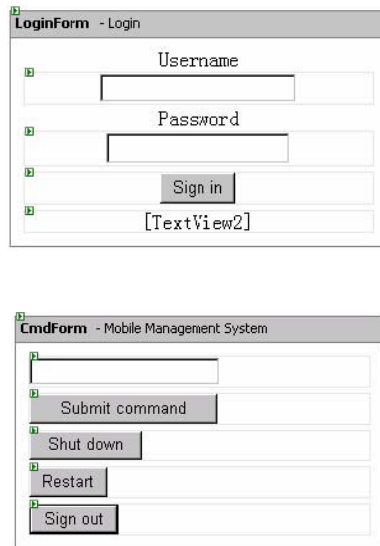 LoginForm - Login
Username
Password
Sign in
[TextView2]
CmdForm - Mobile Management System
Submit command
Shut down
Restart
Sign out